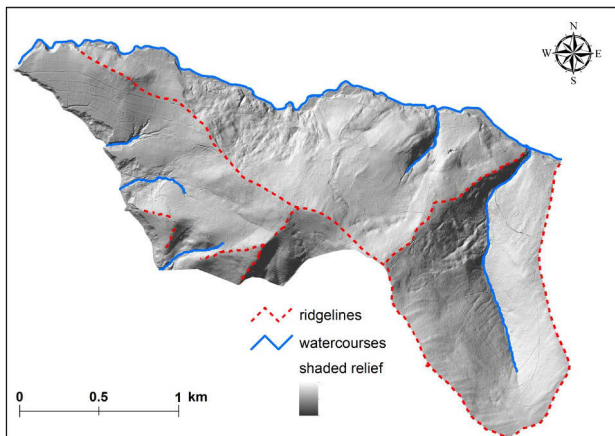 N
W E
S
ridgelines
watercourses
shaded relief
0 0.5 1 km